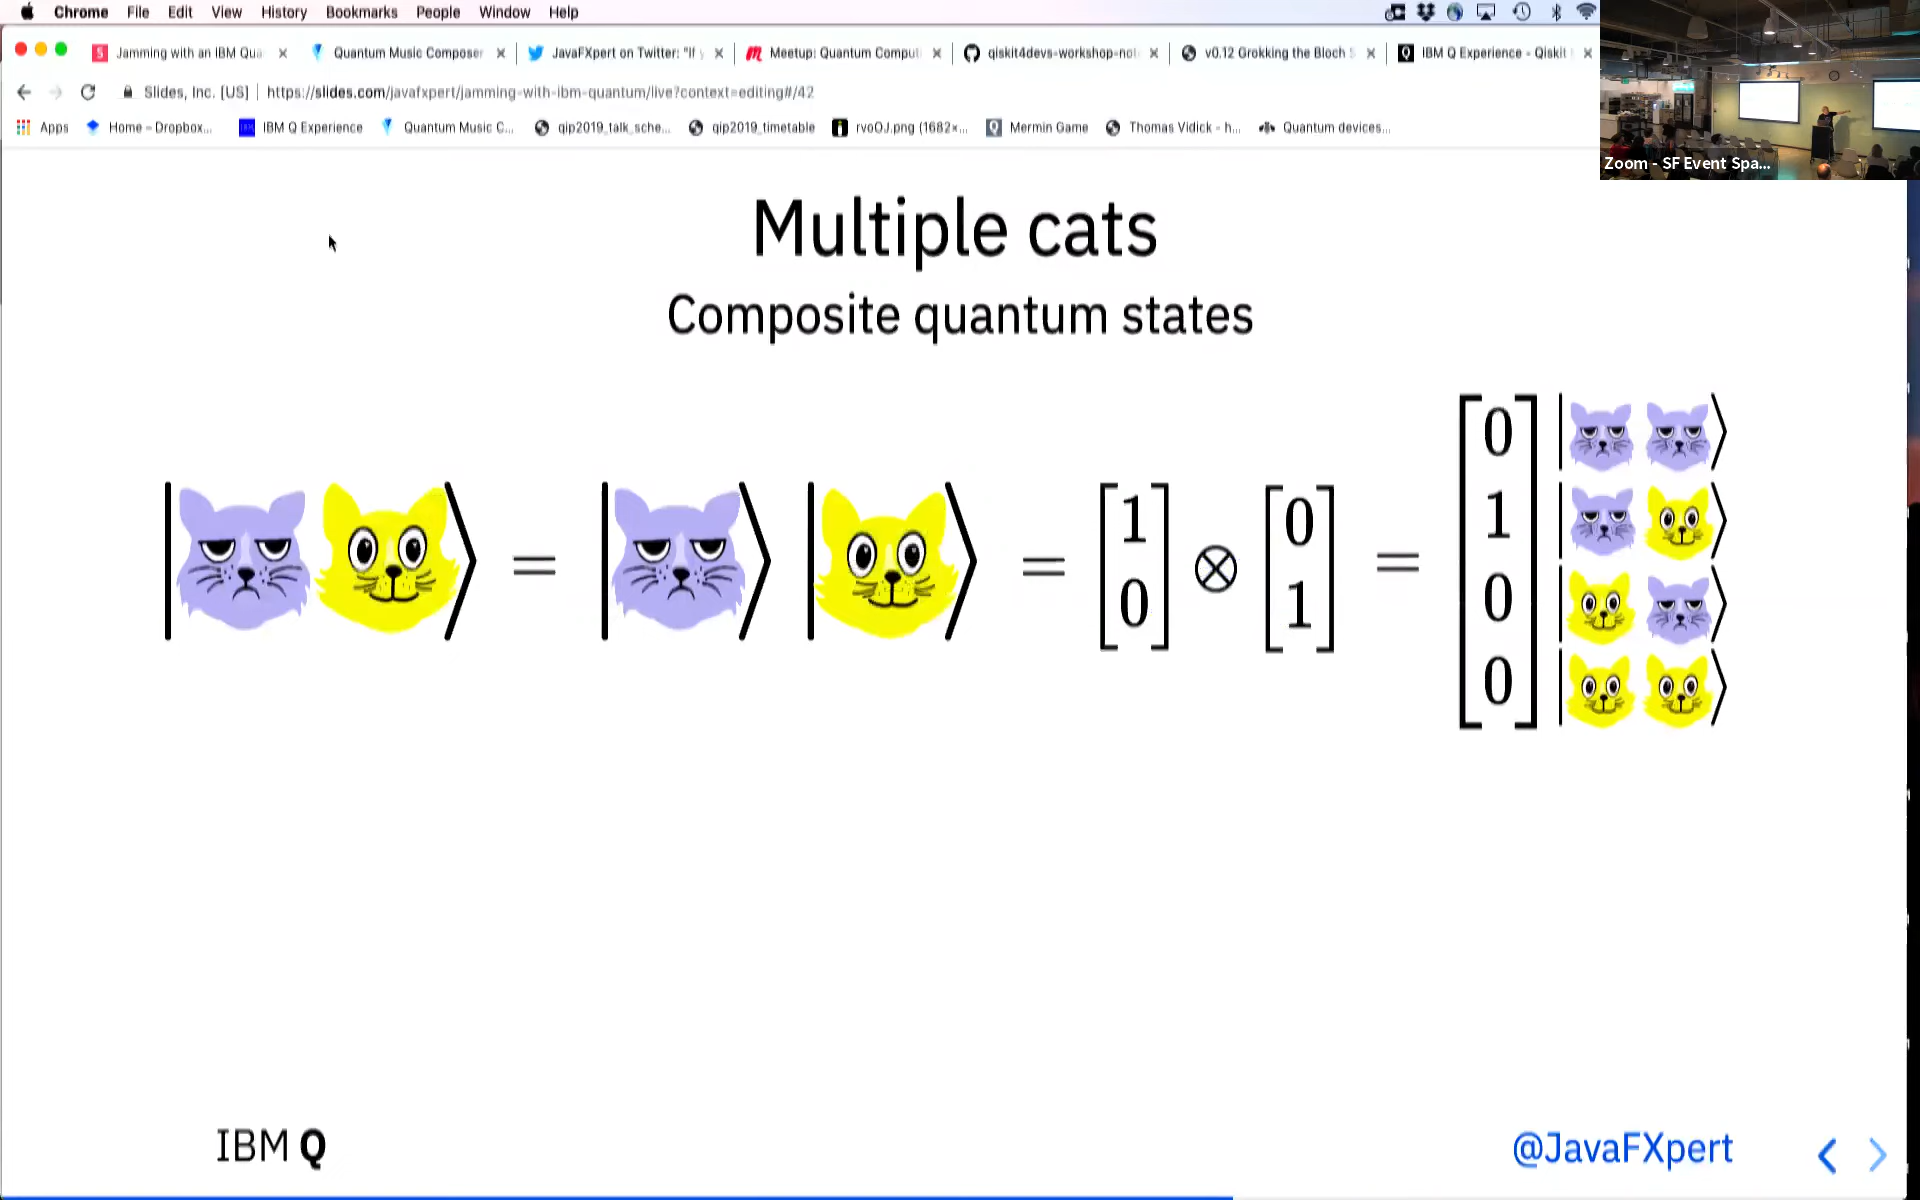 Chrome File Edit View History Bookmarks People Window Help
Jamming with an IBM Qua
Quantum Music Composer
JavaFXpert on Twitter: "If y
Meetup: Quantum Computi
qiskit4devs-workshop-not
v0.12 Grokking the Bloch S
IBM Q Experience - Qiskit
Slides, Inc. [US] | https://slides.com/javafxpert/jamming-with-ibm-quantum/live?context=editing#/42
Apps Home – Dropbox... IBM Q Experience Quantum Music C... qip2019_talk_sche... qip2019_timetable rvoOJ.png (1682×... Mermin Game Thomas Vidick - h... Quantum devices...
Zoom - SF Event Spa...
Multiple cats
Composite quantum states
| ⟩ = | ⟩ | ⟩ = [1 0] ⊗ [0 1] = [0 1 0 0] | ⟩ | ⟩ | ⟩ | ⟩
IBM Q
@JavaFXpert